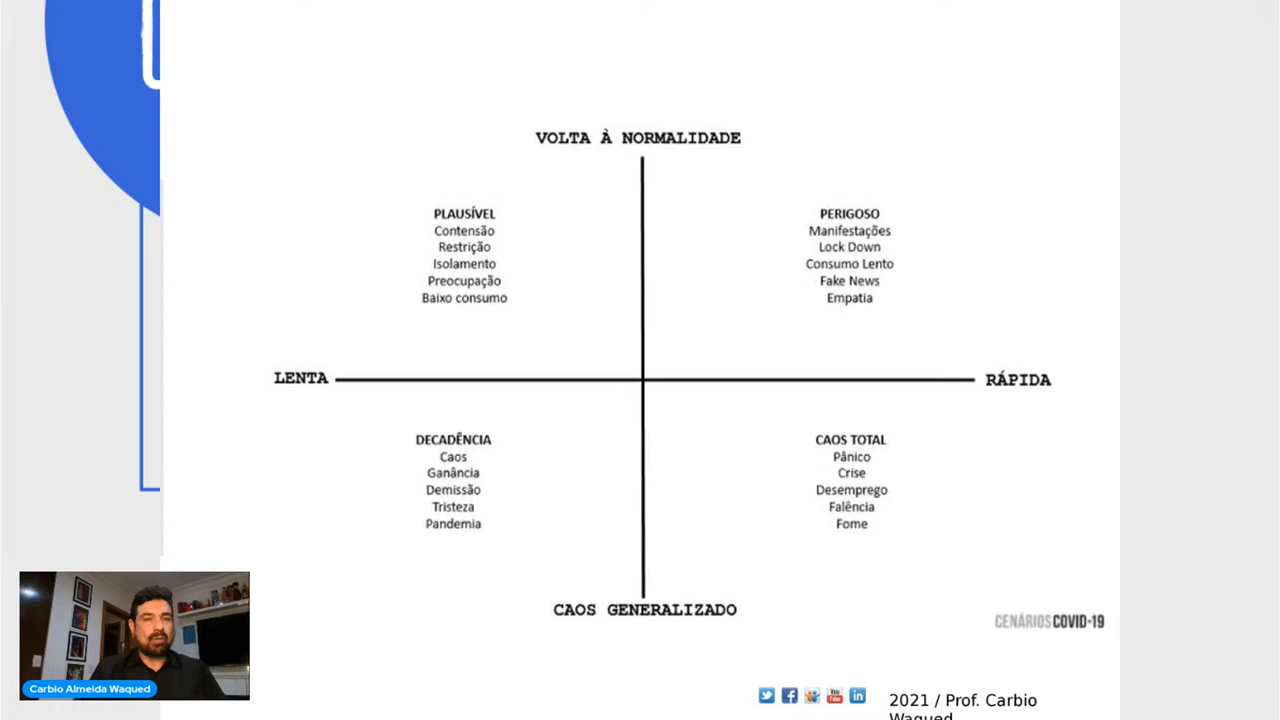 VOLTA À NORMALIDADE
PLAUSÍVEL
Contensão
Restrição
Isolamento
Preocupação
Baixo consumo
PERIGOSO
Manifestações
Lock Down
Consumo Lento
Fake News
Empatia
LENTA
RÁPIDA
DECADÊNCIA
Caos
Ganância
Demissão
Tristeza
Pandemia
CAOS TOTAL
Pânico
Crise
Desemprego
Falência
Fome
CAOS GENERALIZADO
CENÁRIOSCOVID-19
Carbio Almeida Waqued
2021 / Prof. Carbio
Waqued